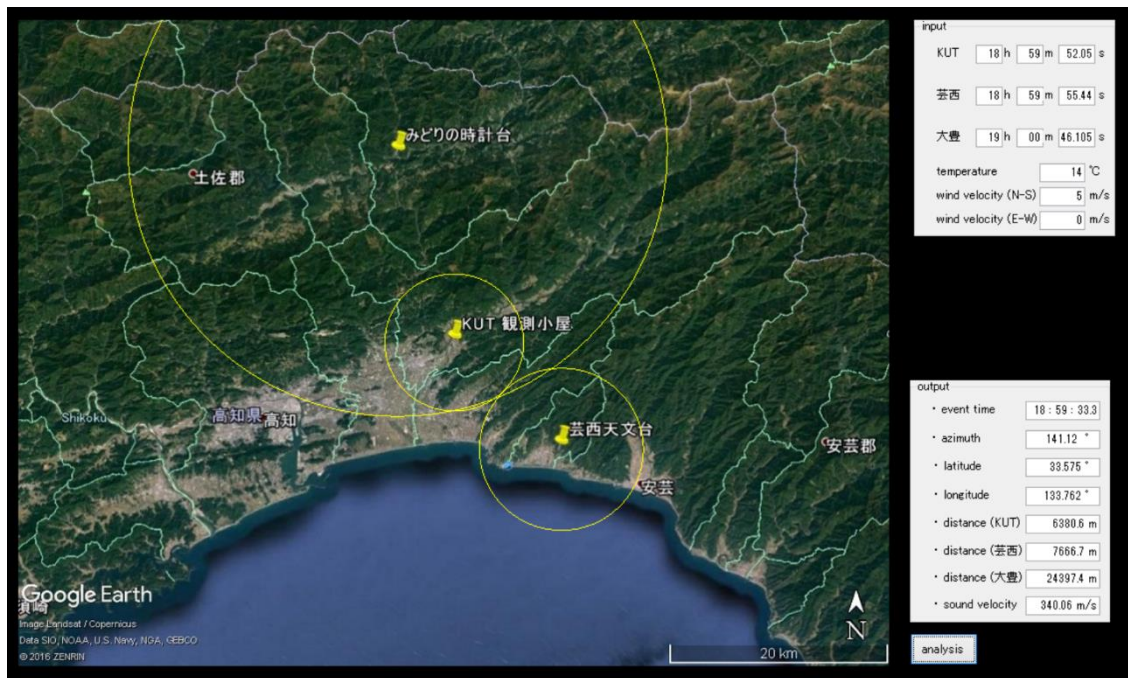 みどりの時計台
土佐郡
KUT 観測小屋
高知県
高知
Shikoku
芸西天文台
安芸郡
安芸
須崎
Google Earth
Image Landsat / Copernicus
Data SIO, NOAA, U.S. Navy, NGA, GEBCO
© 2016 ZENRIN
N
20 km
input
KUT 18 h 59 m 52.05 s
芸西 18 h 59 m 55.44 s
大豊 19 h 00 m 46.105 s
temperature 14 ℃
wind velocity (N-S) 5 m/s
wind velocity (E-W) 0 m/s
output
・event time 18 : 59 : 33.3
・azimuth 141.12 °
・latitude 33.575 °
・longitude 133.762 °
・distance (KUT) 6380.6 m
・distance (芸西) 7666.7 m
・distance (大豊) 24397.4 m
・sound velocity 340.06 m/s
analysis